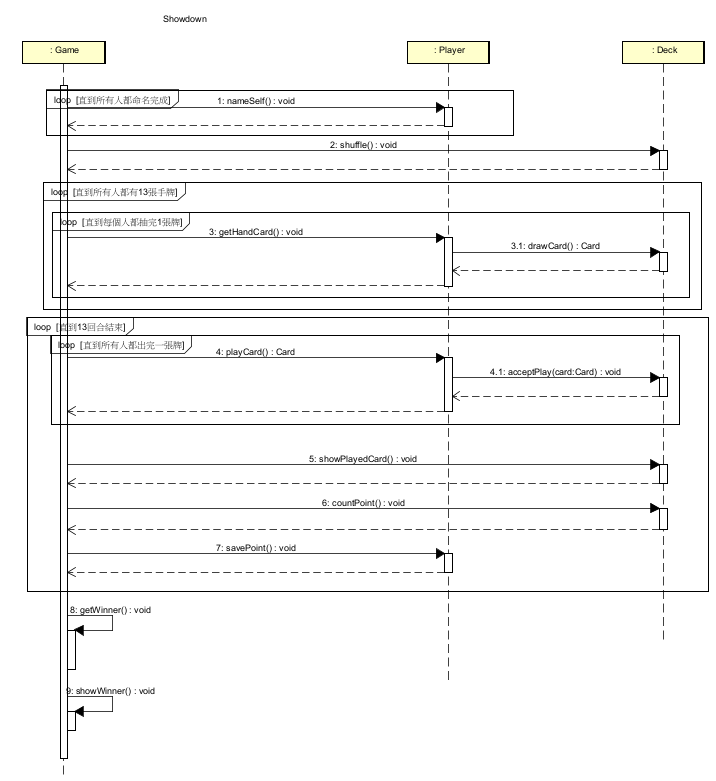 Showdown
: Game
: Player
: Deck
loop [直到所有人都命名完成]
1: nameSelf() : void
2: shuffle() : void
loop [直到所有人都有13張手牌]
loop [直到每個人都抽完1張牌]
3: getHandCard() : void
3.1: drawCard() : Card
loop [直到13回合結束]
loop [直到所有人都出完一張牌]
4: playCard() : Card
4.1: acceptPlay(card:Card) : void
5: showPlayedCard() : void
6: countPoint() : void
7: savePoint() : void
8: getWinner() : void
9: showWinner() : void